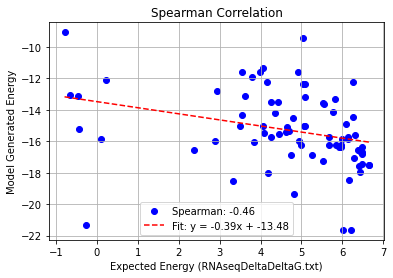 Spearman Correlation
Model Generated Energy
−10
−12
−14
−16
−18
−20
−22
Spearman: -0.46
Fit: y = -0.39x + -13.48
−1 0 1 2 3 4 5 6 7
Expected Energy (RNAseqDeltaDeltaG.txt)